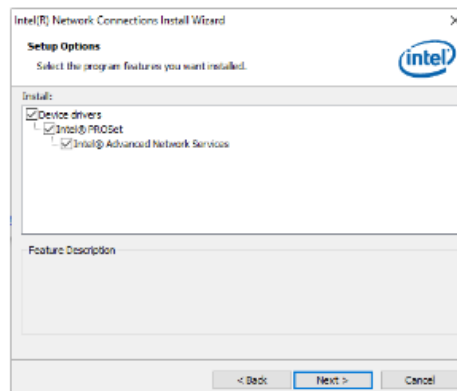 Intel(R) Network Connections Install Wizard
Setup Options
Select the program features you want installed.
intel
Install:
Device drivers
Intel® PROSet
Intel® Advanced Network Services
Feature Description
< Back
Next >
Cancel